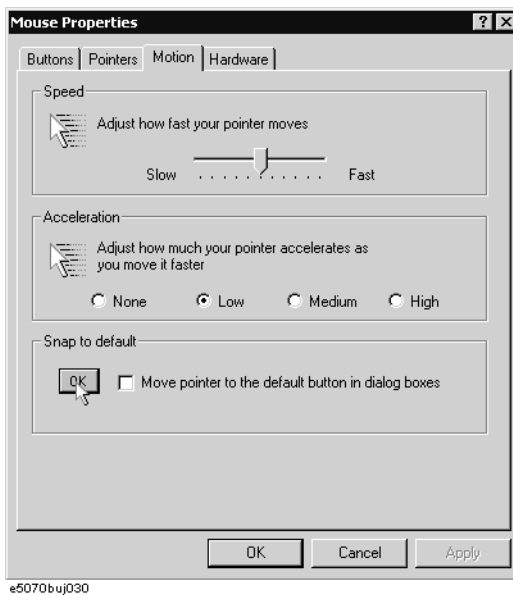 Mouse Properties
Buttons Pointers Motion Hardware
Speed
Adjust how fast your pointer moves
Slow Fast
Acceleration
Adjust how much your pointer accelerates as
you move it faster
None Low Medium High
Snap to default
OK Move pointer to the default button in dialog boxes
OK Cancel Apply
e5070buj030